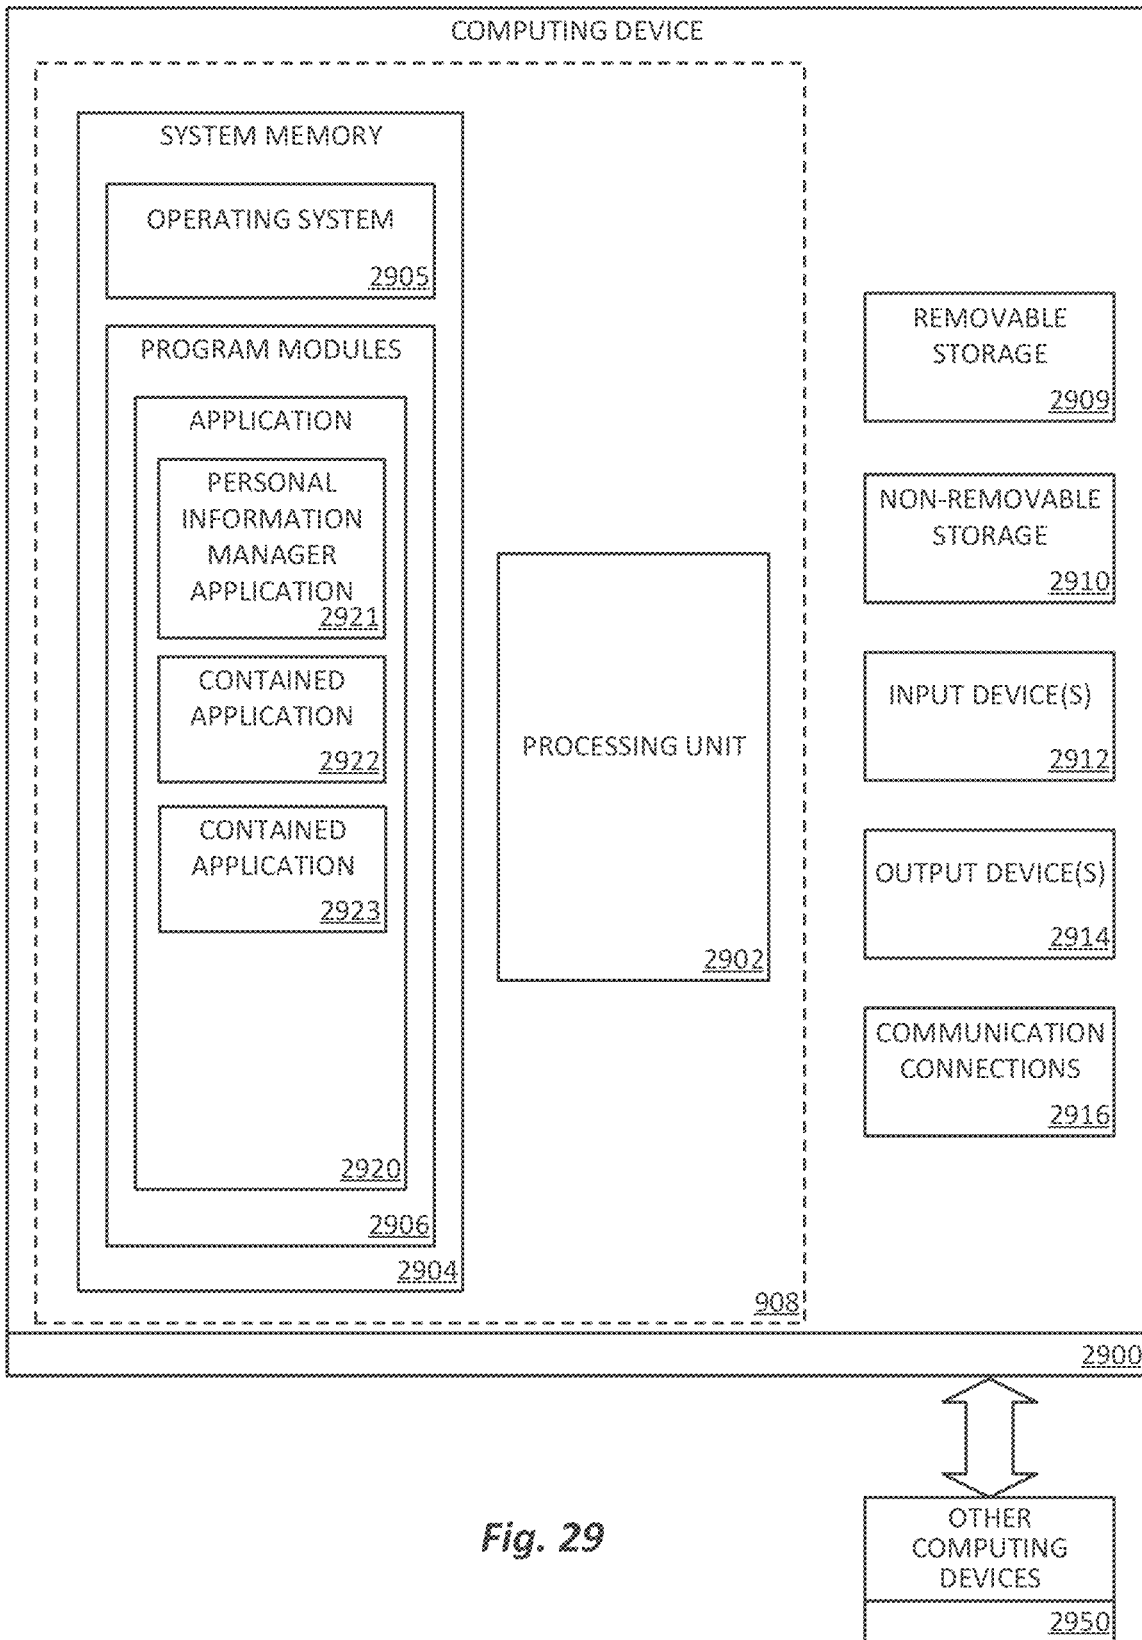 COMPUTING DEVICE
SYSTEM MEMORY
OPERATING SYSTEM
2905
PROGRAM MODULES
APPLICATION
PERSONAL
INFORMATION
MANAGER
APPLICATION
2921
CONTAINED
APPLICATION
2922
CONTAINED
APPLICATION
2923
2920
2906
2904
PROCESSING UNIT
2902
908
REMOVABLE
STORAGE
2909
NON-REMOVABLE
STORAGE
2910
INPUT DEVICE(S)
2912
OUTPUT DEVICE(S)
2914
COMMUNICATION
CONNECTIONS
2916
2900
OTHER
COMPUTING
DEVICES
2950
Fig. 29